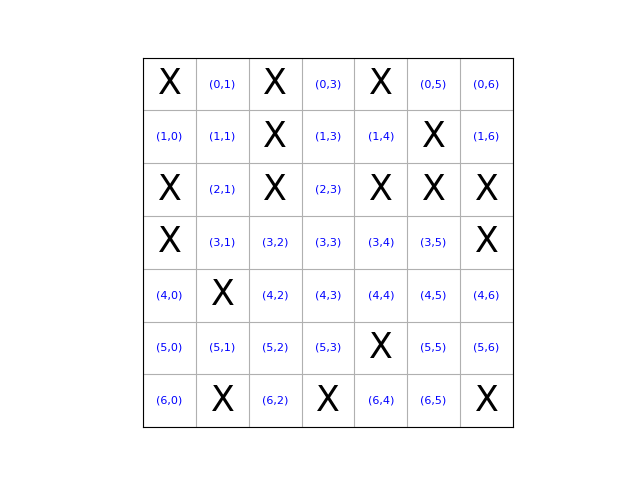 X (0,1) X (0,3) X (0,5) (0,6)
(1,0) (1,1) X (1,3) (1,4) X (1,6)
X (2,1) X (2,3) X X X
X (3,1) (3,2) (3,3) (3,4) (3,5) X
(4,0) X (4,2) (4,3) (4,4) (4,5) (4,6)
(5,0) (5,1) (5,2) (5,3) X (5,5) (5,6)
(6,0) X (6,2) X (6,4) (6,5) X